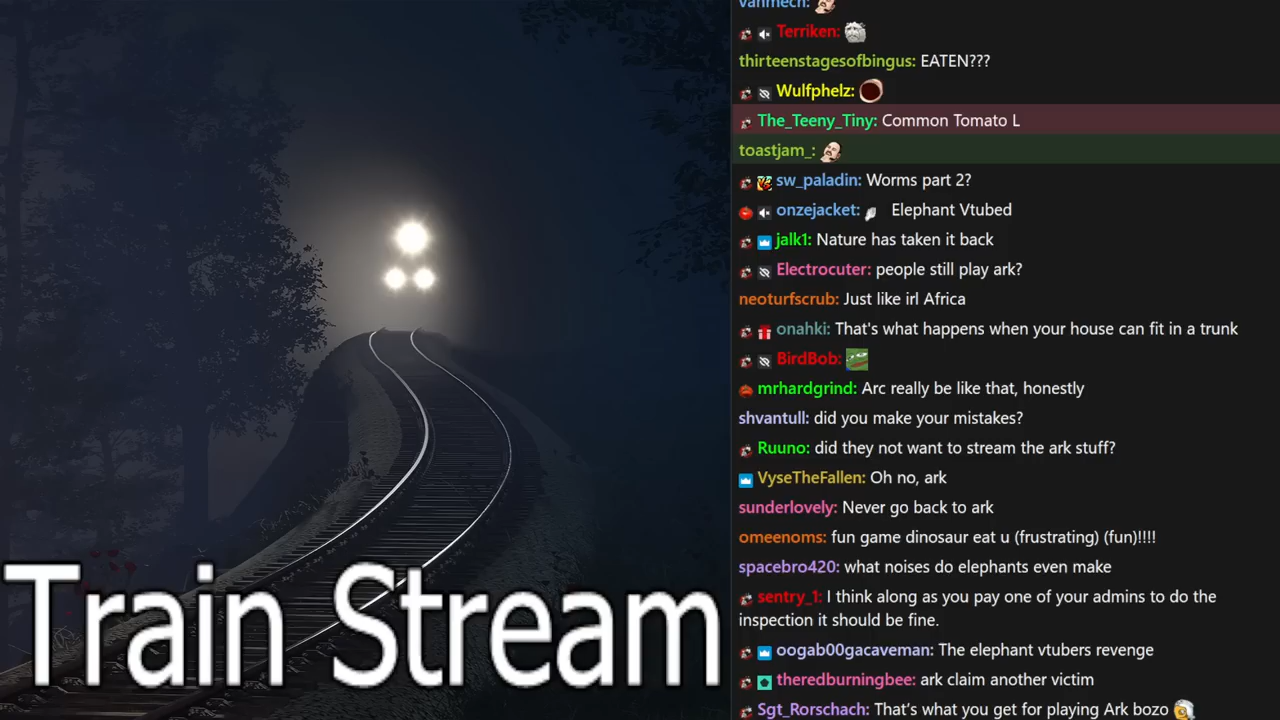 vanmech:
Terriken:
thirteenstagesofbingus: EATEN???
Wulfphelz:
The_Teeny_Tiny: Common Tomato L
toastjam_:
sw_paladin: Worms part 2?
onzejacket: Elephant Vtubed
jalk1: Nature has taken it back
Electrocuter: people still play ark?
neoturfscrub: Just like irl Africa
onahki: That's what happens when your house can fit in a trunk
BirdBob:
mrhardgrind: Arc really be like that, honestly
shvantull: did you make your mistakes?
Ruuno: did they not want to stream the ark stuff?
VyseTheFallen: Oh no, ark
sunderlovely: Never go back to ark
omeenoms: fun game dinosaur eat u (frustrating) (fun)!!!!
spacebro420: what noises do elephants even make
sentry_1: I think along as you pay one of your admins to do the
inspection it should be fine.
oogab00gacaveman: The elephant vtubers revenge
theredburningbee: ark claim another victim
Sgt_Rorschach: That's what you get for playing Ark bozo
Train Stream